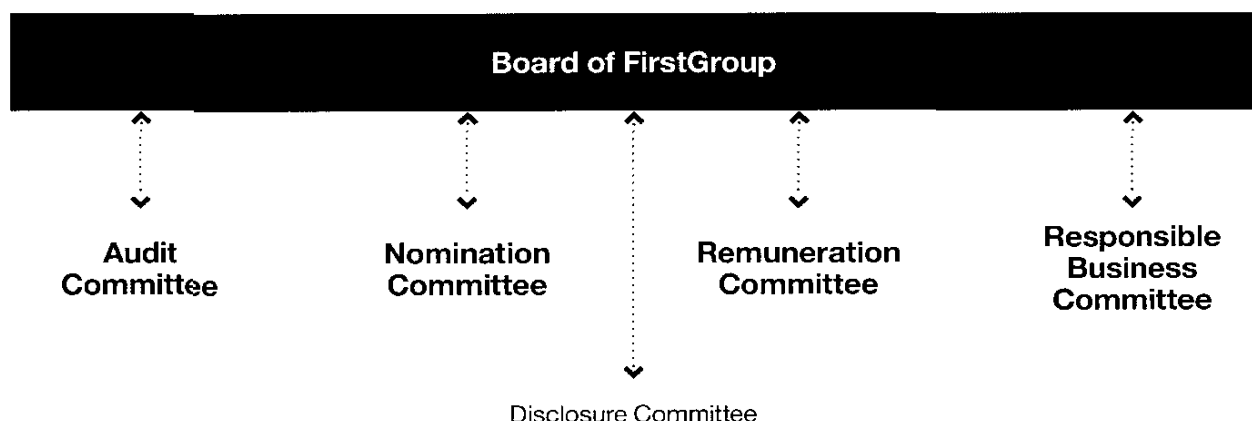 Board of FirstGroup
Audit
Committee
Nomination
Committee
Remuneration
Committee
Responsible
Business
Committee
Disclosure Committee